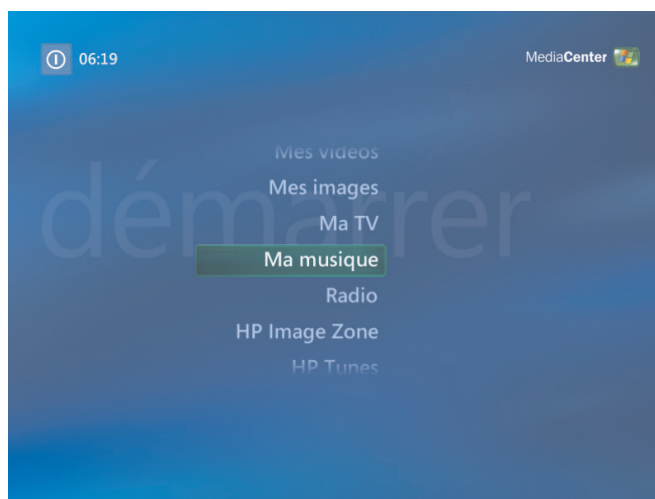 06:19
MediaCenter
démarrer
Mes vidéos
Mes images
Ma TV
Ma musique
Radio
HP Image Zone
HP Tunes